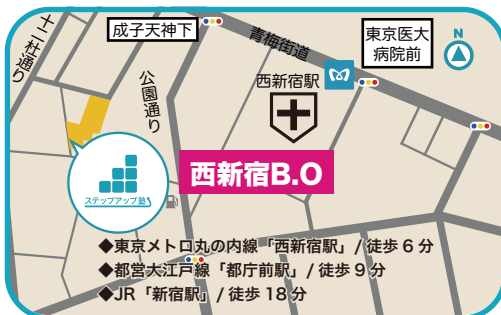 十二社通り
成子天神下
青梅街道
東京医大
病院前
N
西新宿駅
公園通り
西新宿B.O
ステップアップ塾
◆東京メトロ丸の内線「西新宿駅」/ 徒歩 6 分
◆都営大江戸線「都庁前駅」/ 徒歩 9 分
◆JR「新宿駅」/ 徒歩 18 分